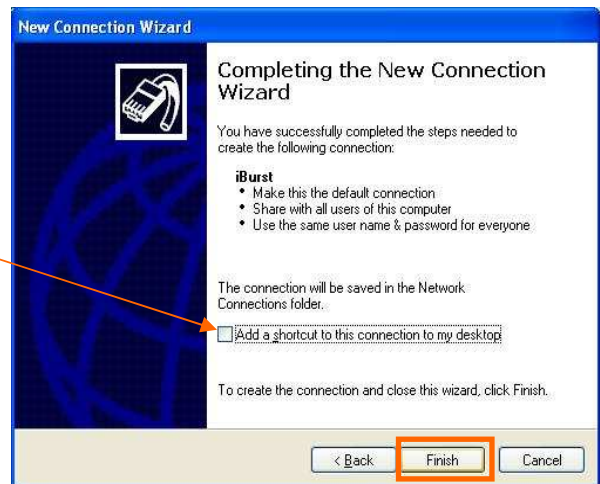 New Connection Wizard
Completing the New Connection
Wizard
You have successfully completed the steps needed to
create the following connection:
iBurst
• Make this the default connection
• Share with all users of this computer
• Use the same user name & password for everyone
The connection will be saved in the Network
Connections folder.
Add a shortcut to this connection to my desktop
To create the connection and close this wizard, click Finish.
< Back Finish Cancel